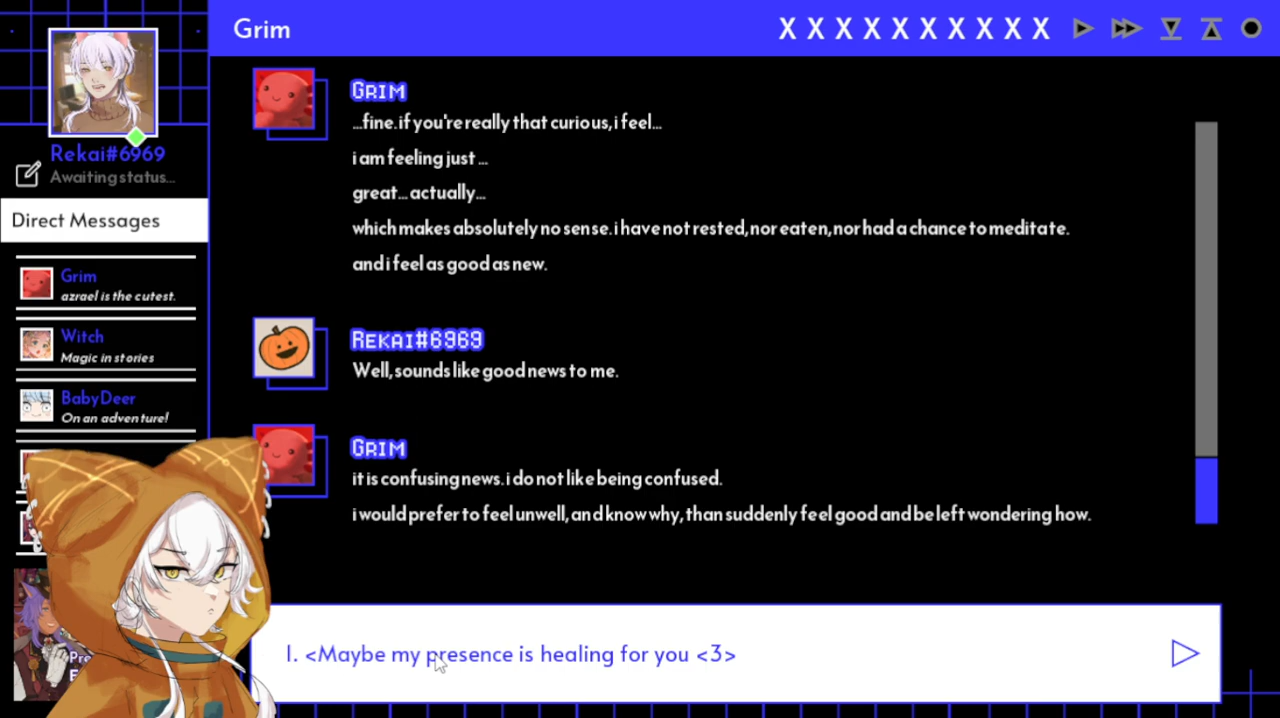 Grim
X X X X X X X X X X
Rekai#6969
Awaiting status...
Direct Messages
Grim
azrael is the cutest.
Witch
Magic in stories
BabyDeer
On an adventure!
Grim
...fine. if you're really that curious, i feel...
i am feeling just ...
great... actually...
which makes absolutely no sense. i have not rested, nor eaten, nor had a chance to meditate.
and i feel as good as new.
Rekai#6969
Well, sounds like good news to me.
Grim
it is confusing news. i do not like being confused.
i would prefer to feel unwell, and know why, than suddenly feel good and be left wondering how.
1. <Maybe my presence is healing for you <3>